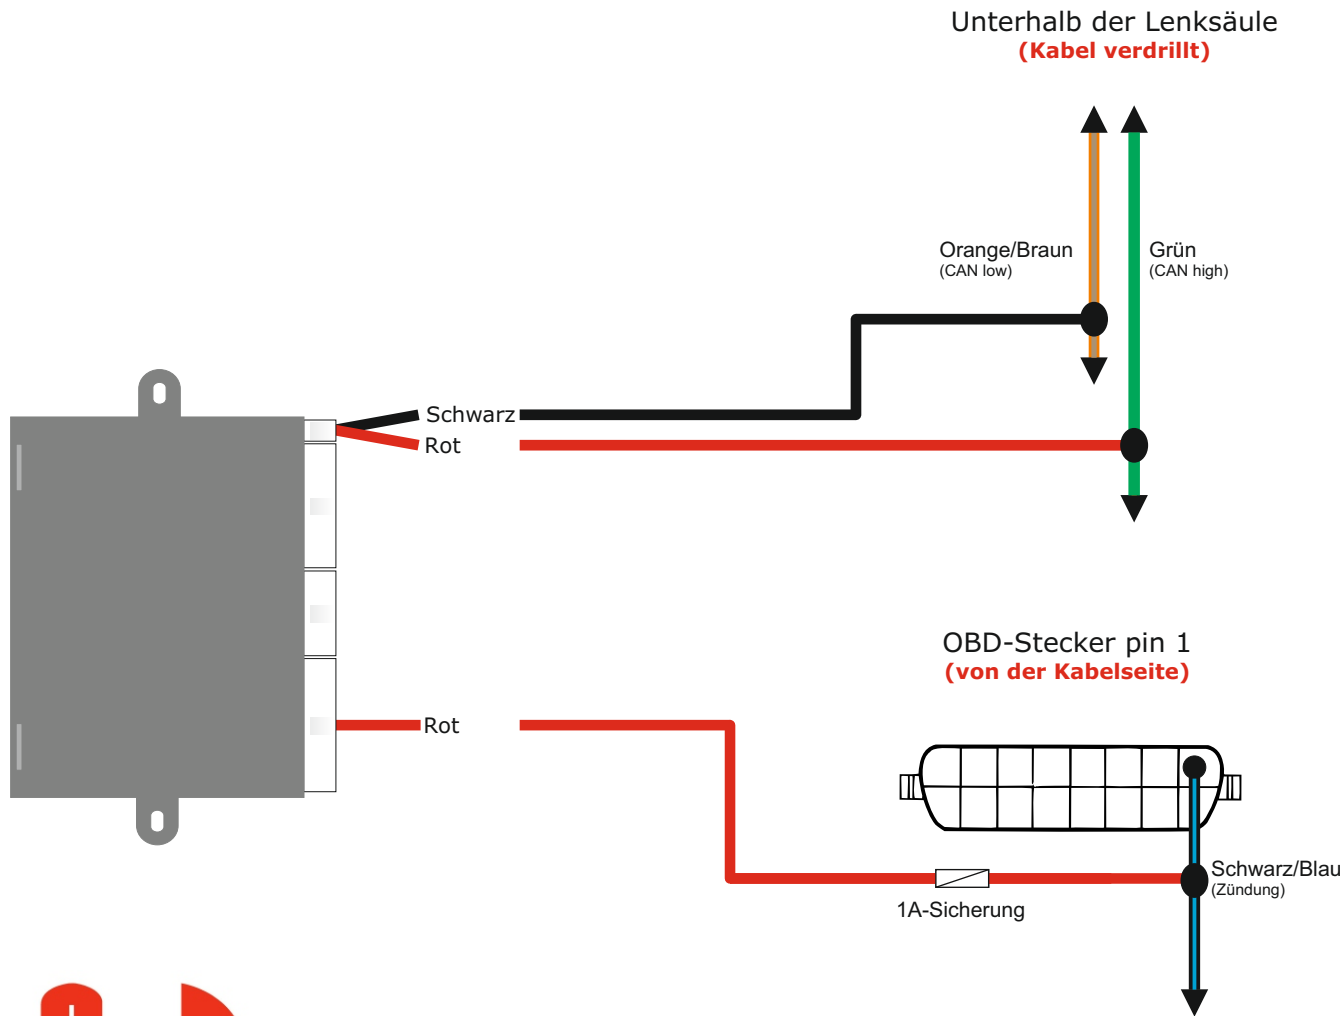 Unterhalb der Lenksäule
(Kabel verdrillt)
Orange/Braun
(CAN low)
Grün
(CAN high)
Schwarz
Rot
OBD-Stecker pin 1
(von der Kabelseite)
Rot
Schwarz/Blau
(Zündung)
1A-Sicherung